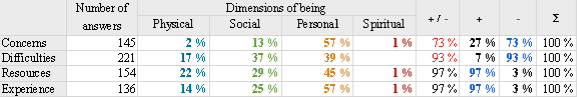 Number of answers Dimensions of being + / - + - Σ
Physical Social Personal Spiritual
Concerns 145 2 % 13 % 57 % 1 % 73 % 27 % 73 % 100 %
Difficulties 221 17 % 37 % 39 % 93 % 7 % 93 % 100 %
Resources 154 22 % 29 % 45 % 1 % 97 % 97 % 3 % 100 %
Experience 136 14 % 25 % 57 % 1 % 97 % 97 % 3 % 100 %